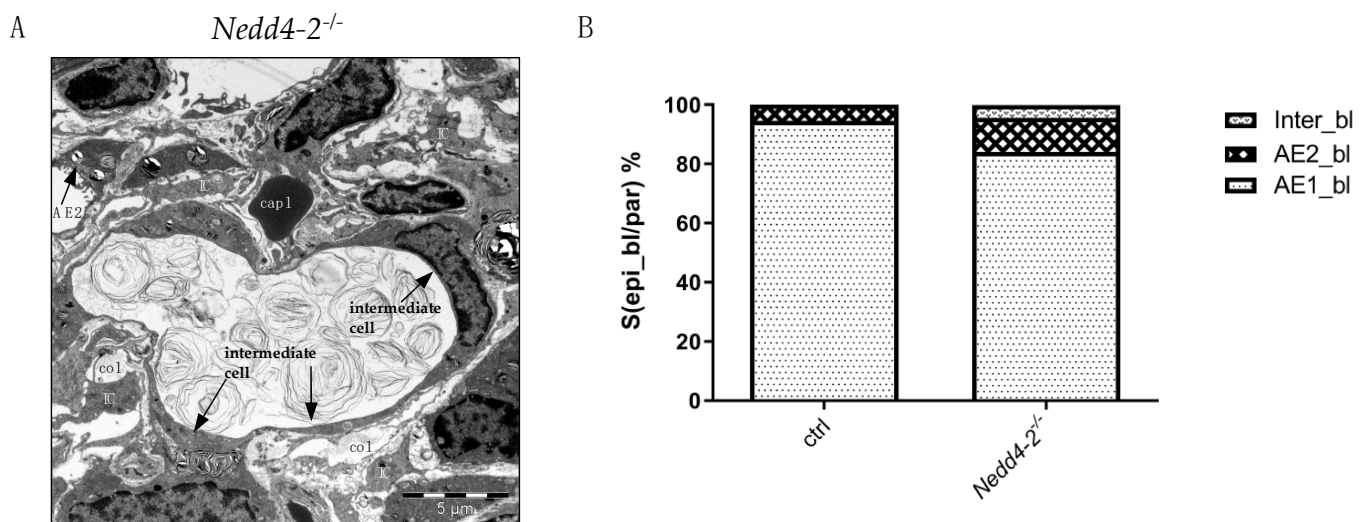 A
Nedd4-2-/-
B
IC
IC
AE2
cap1
intermediate
cell
intermediate
cell
col
IC
col
IC
5 µm
S(epi_bl/par) %
100
80
60
40
20
0
ctrl
Nedd4-2-/-
Inter_bl
AE2_bl
AE1_bl